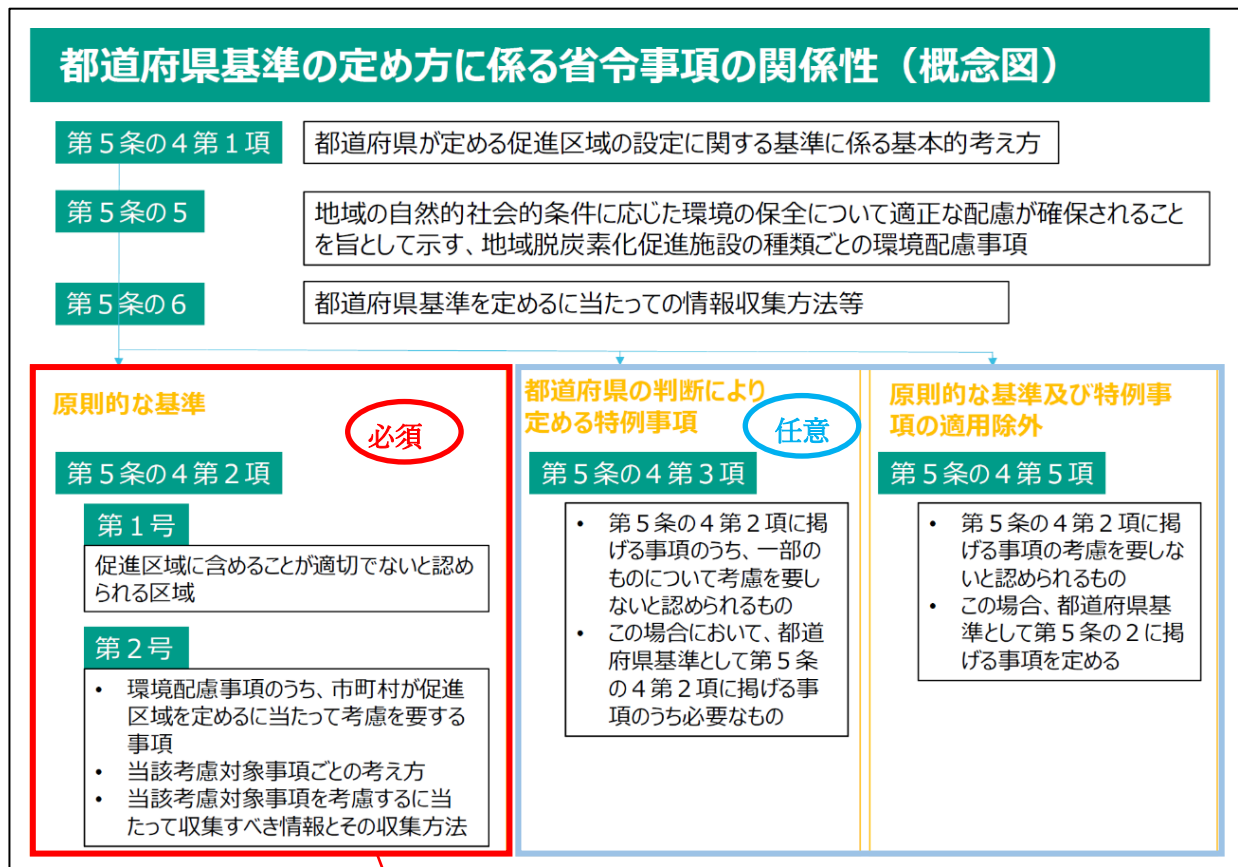 都道府県基準の定め方に係る省令事項の関係性（概念図）
第５条の４第１項
都道府県が定める促進区域の設定に関する基準に係る基本的考え方
第５条の５
地域の自然的社会的条件に応じた環境の保全について適正な配慮が確保されること
を旨として示す、地域脱炭素化促進施設の種類ごとの環境配慮事項
第５条の６
都道府県基準を定めるに当たっての情報収集方法等
原則的な基準
必須
第５条の４第２項
第１号
促進区域に含めることが適切でないと認め
られる区域
第２号
• 環境配慮事項のうち、市町村が促進
区域を定めるに当たって考慮を要する
事項
• 当該考慮対象事項ごとの考え方
• 当該考慮対象事項を考慮するに当
たって収集すべき情報とその収集方法
都道府県の判断により
定める特例事項
任意
第５条の４第３項
• 第５条の４第２項に掲
げる事項のうち、一部の
ものについて考慮を要し
ないと認められるもの
• この場合において、都道
府県基準として第５条
の４第２項に掲げる事
項のうち必要なもの
原則的な基準及び特例事
項の適用除外
第５条の４第５項
• 第５条の４第２項に掲
げる事項の考慮を要しな
いと認められるもの
• この場合、都道府県基
準として第５条の２に掲
げる事項を定める